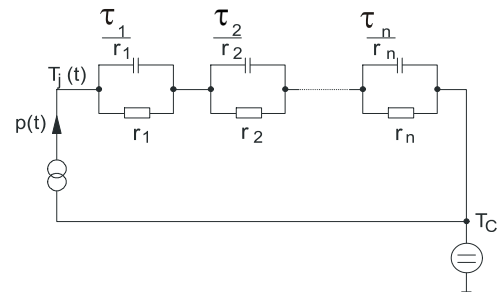 τ1 τ2 τn
r1 r2 rn
Tj (t)
p(t)
r1 r2 rn
TC